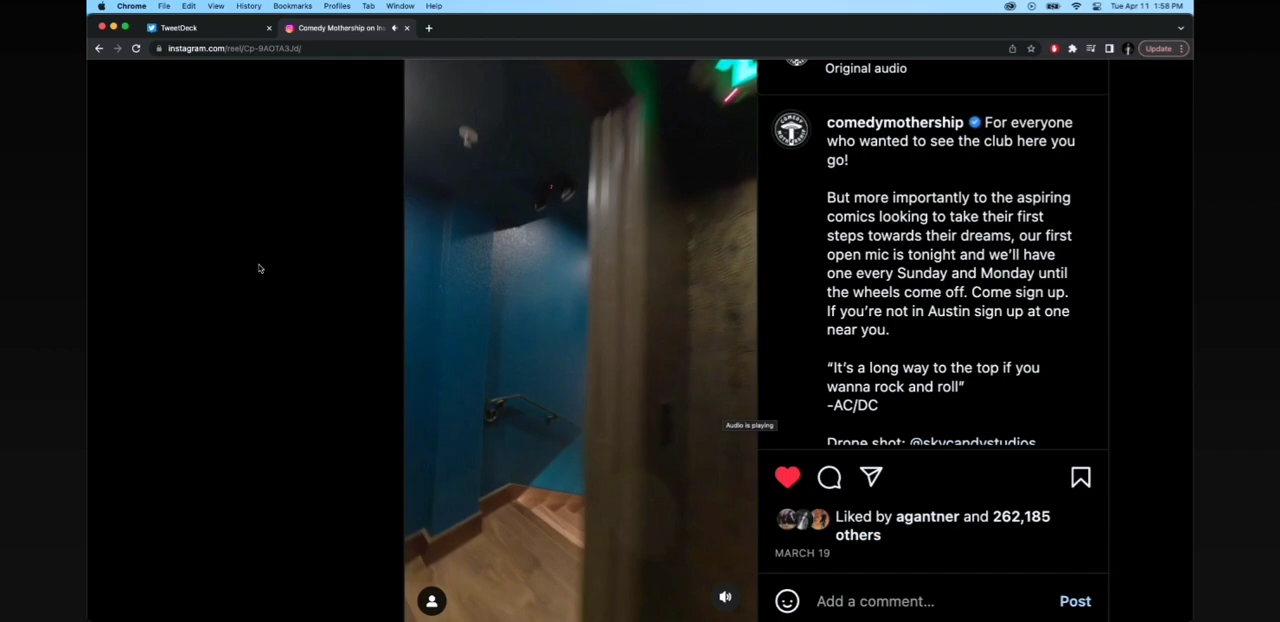 Chrome File Edit View History Bookmarks Profiles Tab Window Help Tue Apr 11 1:58 PM
TweetDeck
Comedy Mothership on Ins
instagram.com/reel/Cp-9AOTA3Jd/
Update
Original audio
comedymothership For everyone
who wanted to see the club here you
go!
But more importantly to the aspiring
comics looking to take their first
steps towards their dreams, our first
open mic is tonight and we’ll have
one every Sunday and Monday until
the wheels come off. Come sign up.
If you’re not in Austin sign up at one
near you.
“It’s a long way to the top if you
wanna rock and roll”
-AC/DC
Drone shot: @skycandystudios
Audio is playing
COMEDY
MOTHERSHIP
Liked by agantner and 262,185
others
MARCH 19
Add a comment...
Post